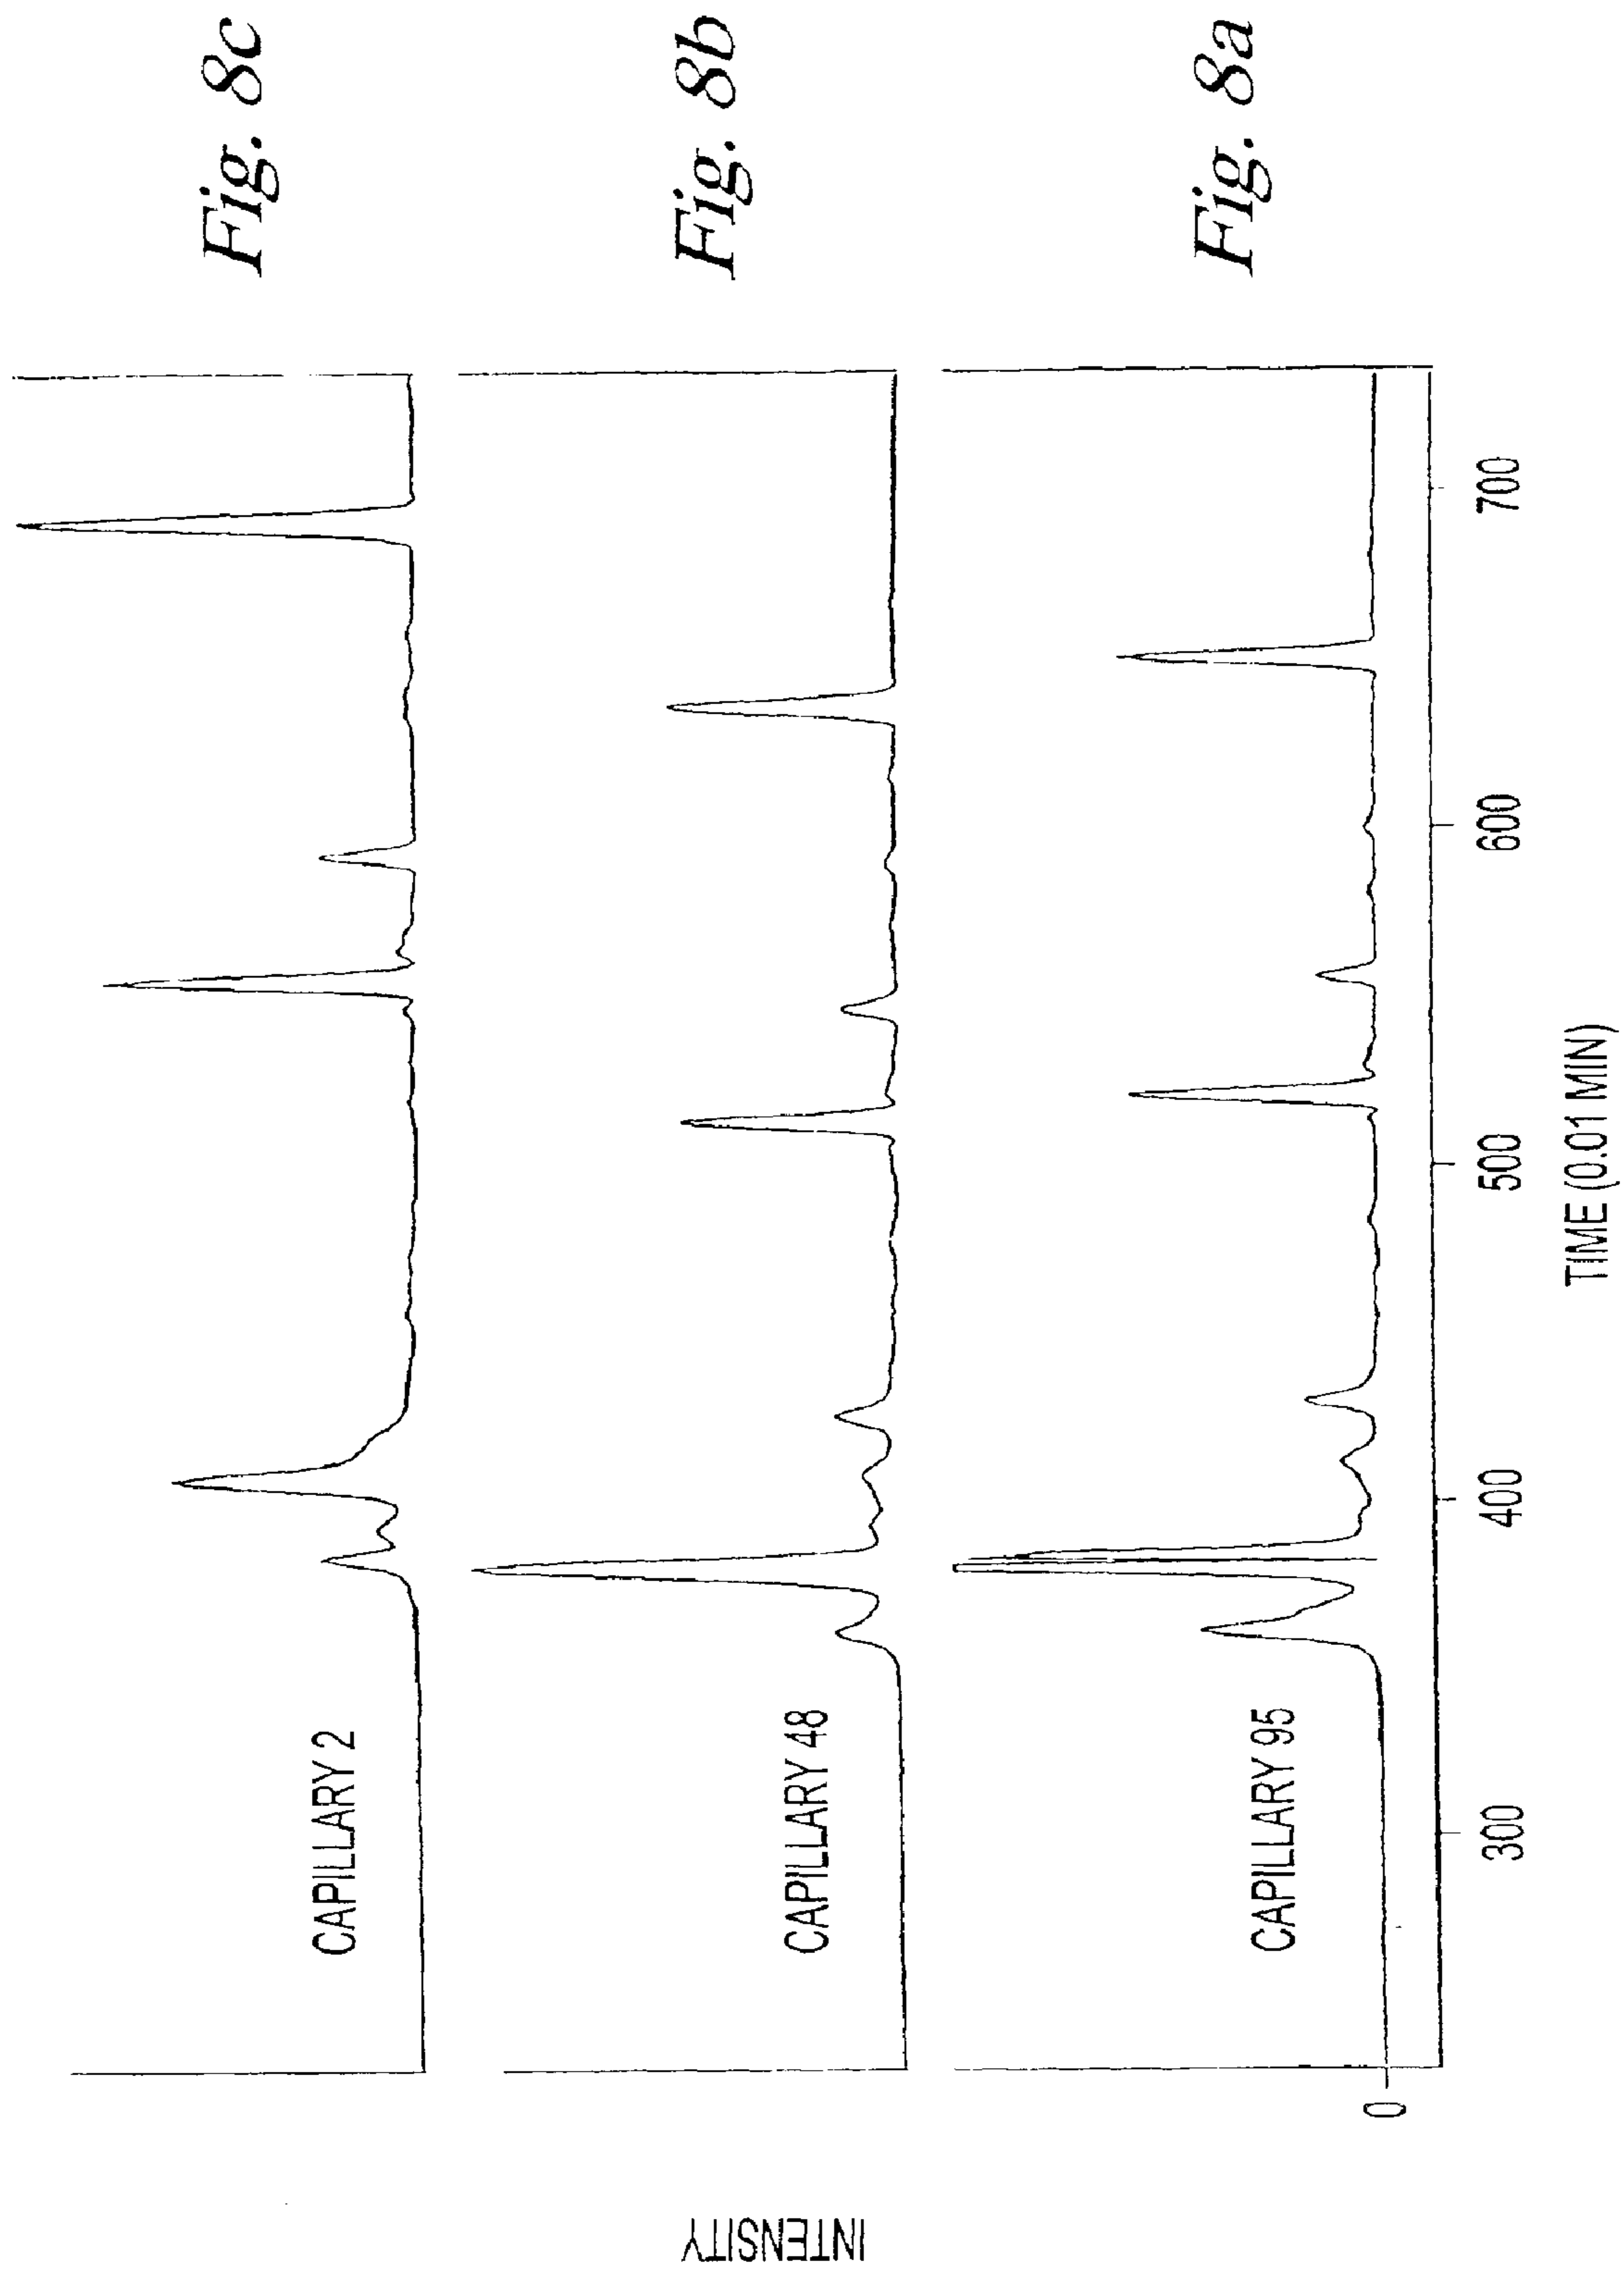 Fig. 8c
CAPILLARY 2
Fig. 8b
CAPILLARY 48
Fig. 8a
CAPILLARY 95
INTENSITY
0
300
400
500
600
700
TIME (0.01 MIN)